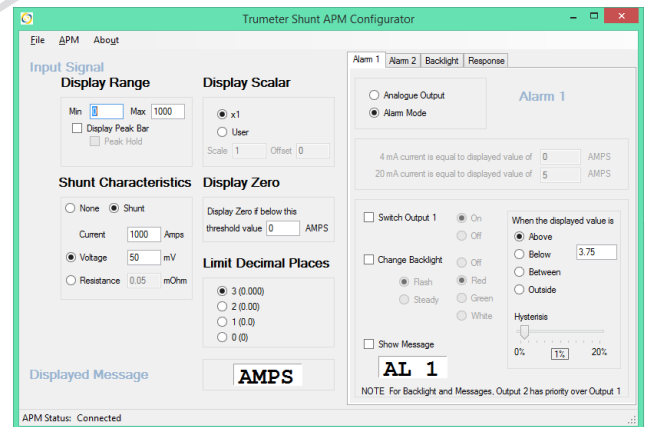 Trumeter Shunt APM Configurator
File APM About
Input Signal
Display Range
Min 0 Max 1000
Display Peak Bar
Peak Hold
Display Scalar
x1
User
Scale 1 Offset 0
Shunt Characteristics
None Shunt
Current 1000 Amps
Voltage 50 mV
Resistance 0.05 mOhm
Display Zero
Display Zero if below this
threshold value 0 AMPS
Limit Decimal Places
3 (0.000)
2 (0.00)
1 (0.0)
0 (0)
Displayed Message
AMPS
Alarm 1 Alarm 2 Backlight Response
Analogue Output
Alarm Mode
Alarm 1
4 mA current is equal to displayed value of 0 AMPS
20 mA current is equal to displayed value of 5 AMPS
Switch Output 1 On
Off
Change Backlight Off
Flash Red
Steady Green
White
When the displayed value is
Above
Below 3.75
Between
Outside
Hysterisis
0% 1% 20%
Show Message
AL 1
NOTE For Backlight and Messages, Output 2 has priority over Output 1
APM Status: Connected